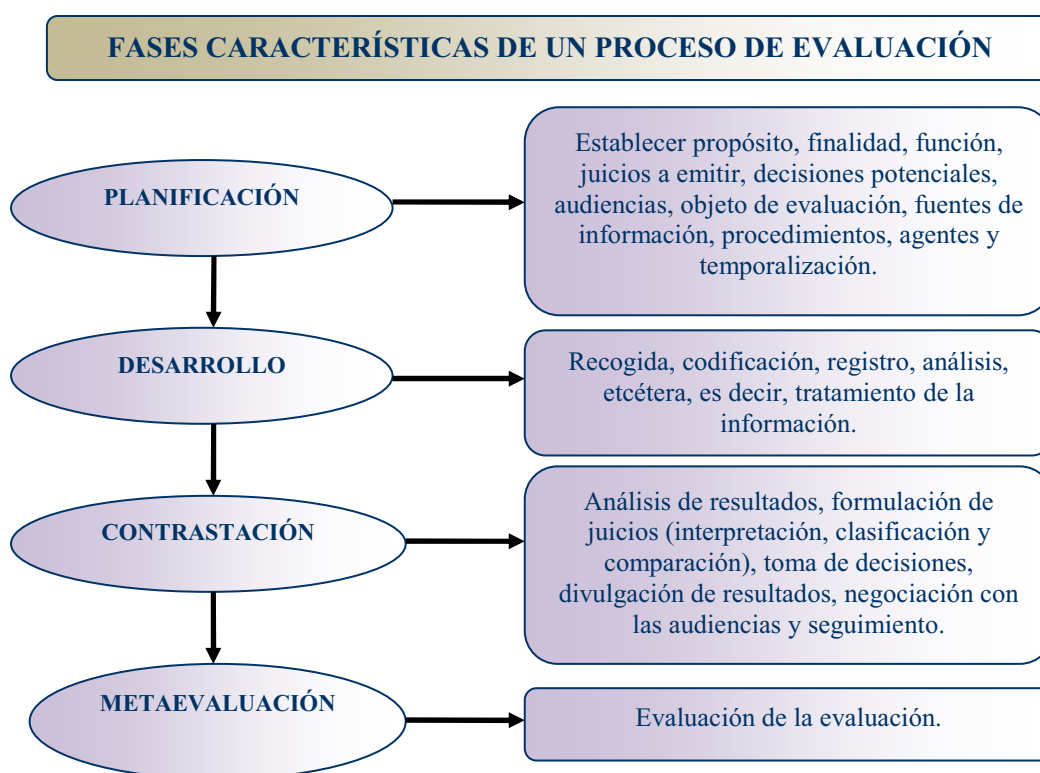 FASES CARACTERÍSTICAS DE UN PROCESO DE EVALUACIÓN
PLANIFICACIÓN
Establecer propósito, finalidad, función,
juicios a emitir, decisiones potenciales,
audiencias, objeto de evaluación, fuentes de
información, procedimientos, agentes y
temporalización.
DESARROLLO
Recogida, codificación, registro, análisis,
etcétera, es decir, tratamiento de la
información.
CONTRASTACIÓN
Análisis de resultados, formulación de
juicios (interpretación, clasificación y
comparación), toma de decisiones,
divulgación de resultados, negociación con
las audiencias y seguimiento.
METAEVALUACIÓN
Evaluación de la evaluación.